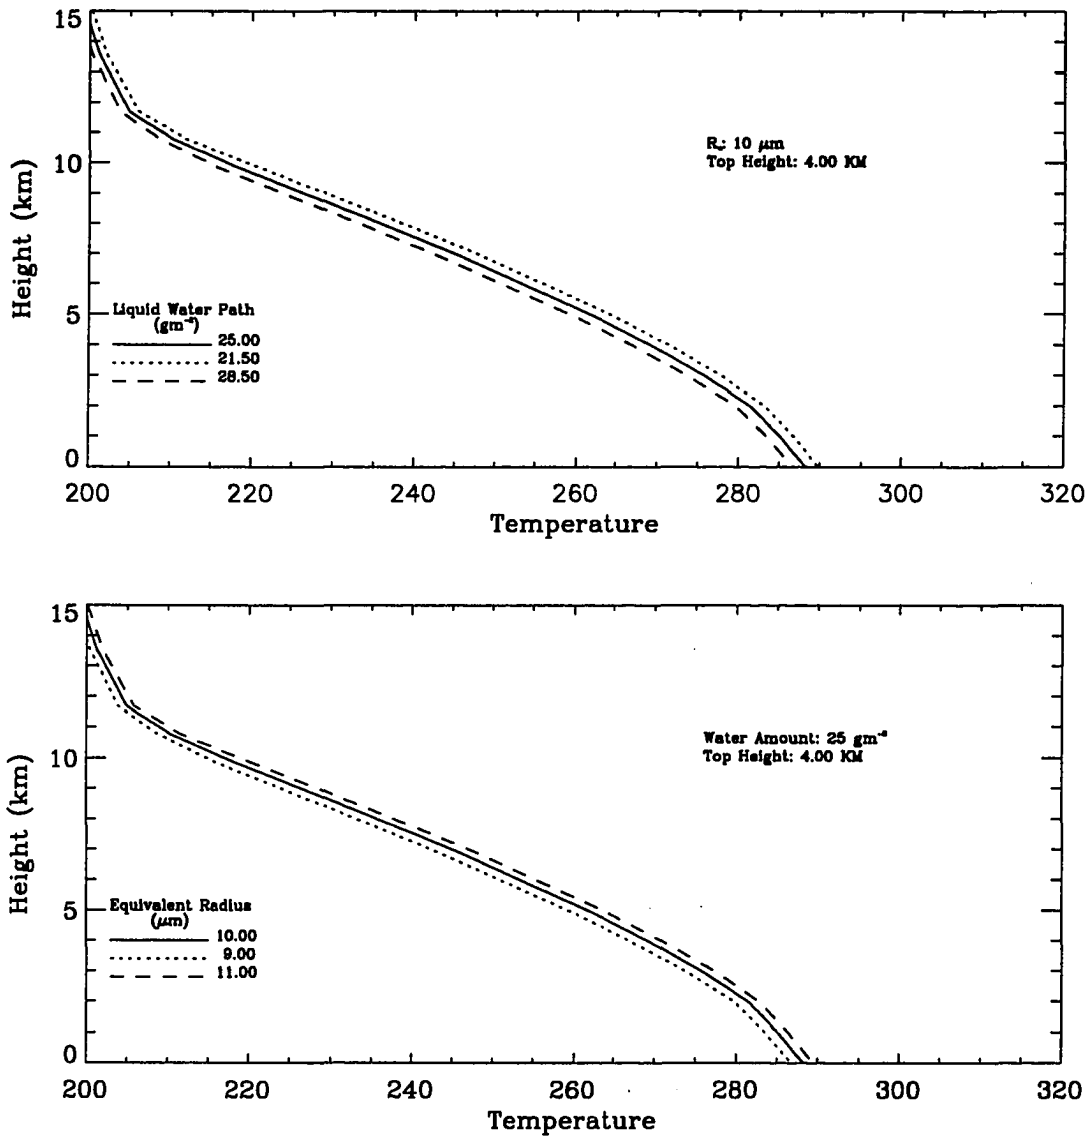 15
10
5
0
Height (km)
Rₑ: 10 μm
Top Height: 4.00 KM
Liquid Water Path
(gm⁻²)
25.00
21.50
28.50
200 220 240 260 280 300 320
Temperature
15
10
5
0
Height (km)
Water Amount: 25 gm⁻²
Top Height: 4.00 KM
Equivalent Radius
(μm)
10.00
9.00
11.00
200 220 240 260 280 300 320
Temperature